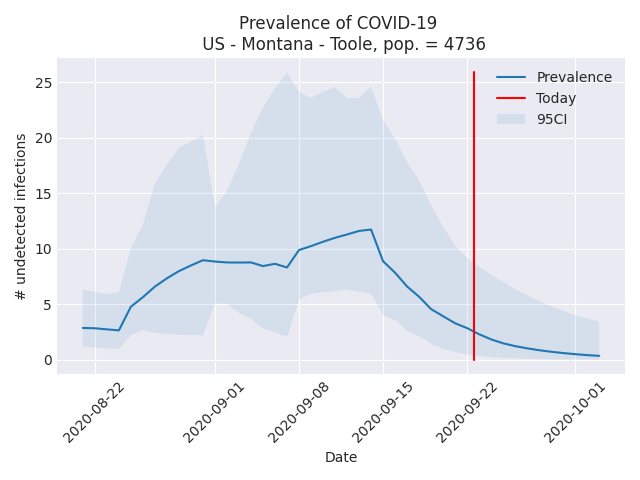 Prevalence of COVID-19
US - Montana - Toole, pop. = 4736
Prevalence
Today
95CI
25
20
15
10
5
0
# undetected infections
2020-08-22
2020-09-01
2020-09-08
2020-09-15
2020-09-22
2020-10-01
Date